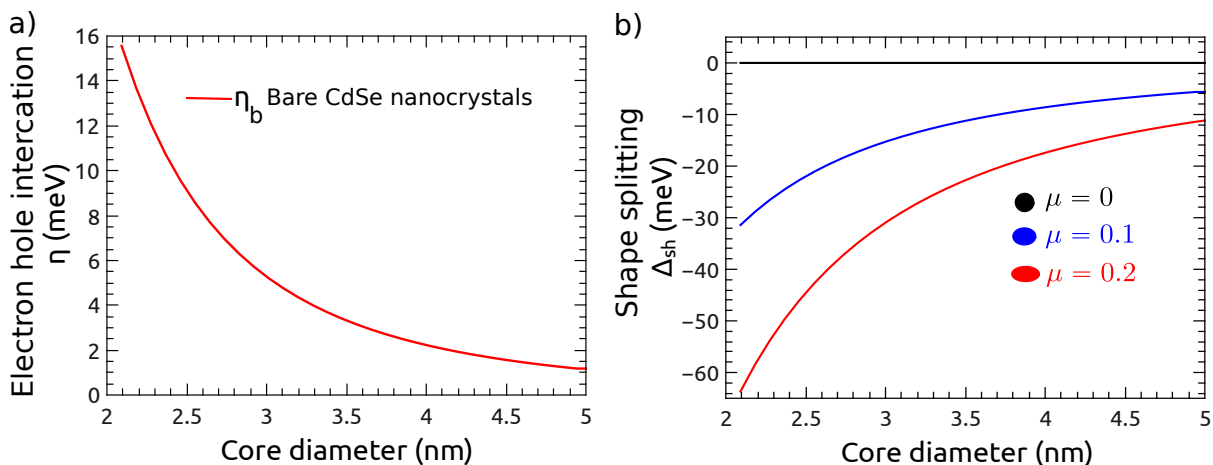 a)
Electron hole intercation
η (meV)
16
14
12
10
8
6
4
2
0
η_b Bare CdSe nanocrystals
2
2.5
3
3.5
4
4.5
5
Core diameter (nm)
b)
Shape splitting
Δ_sh (meV)
0
−10
−20
−30
−40
−50
−60
μ = 0
μ = 0.1
μ = 0.2
2
2.5
3
3.5
4
4.5
5
Core diameter (nm)